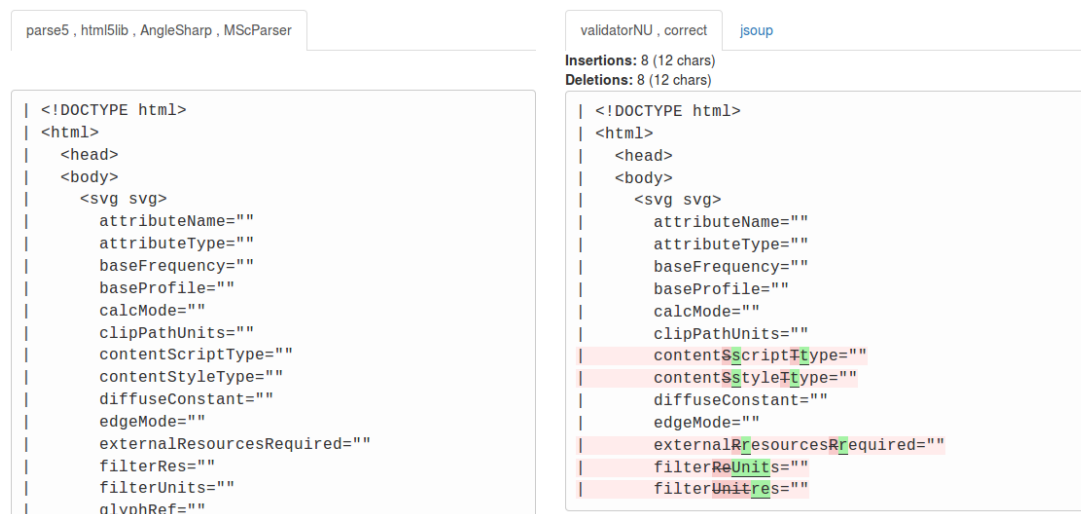 parse5 , html5lib , AngleSharp , MScParser
| <!DOCTYPE html>
| <html>
|   <head>
|   <body>
|     <svg svg>
|       attributeName=""
|       attributeType=""
|       baseFrequency=""
|       baseProfile=""
|       calcMode=""
|       clipPathUnits=""
|       contentScriptType=""
|       contentStyleType=""
|       diffuseConstant=""
|       edgeMode=""
|       externalResourcesRequired=""
|       filterRes=""
|       filterUnits=""
|       glyphRef=""
validatorNU , correct jsoup
Insertions: 8 (12 chars)
Deletions: 8 (12 chars)
| <!DOCTYPE html>
| <html>
|   <head>
|   <body>
|     <svg svg>
|       attributeName=""
|       attributeType=""
|       baseFrequency=""
|       baseProfile=""
|       calcMode=""
|       clipPathUnits=""
|       contentSscriptTtype=""
|       contentSstyleTtype=""
|       diffuseConstant=""
|       edgeMode=""
|       externalRresourcesRrequired=""
|       filterReUnits=""
|       filterUnitres=""